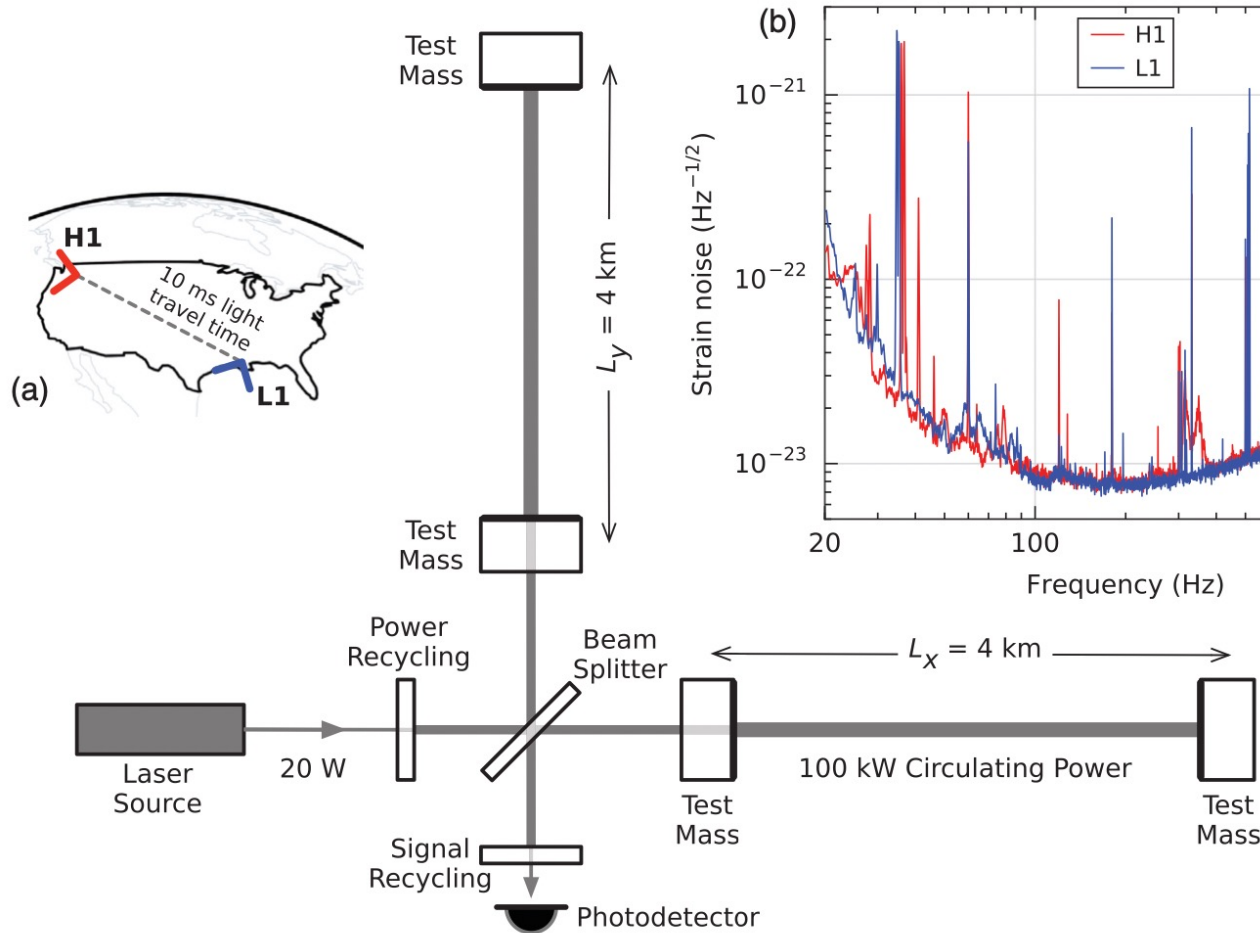 Test
Mass
L_y = 4 km
H1
10 ms light
travel time
L1
(a)
(b)
H1
L1
10⁻²¹
10⁻²²
10⁻²³
Strain noise (Hz⁻¹/²)
20
100
Frequency (Hz)
Test
Mass
Power
Recycling
Beam
Splitter
L_x = 4 km
Laser
Source
20 W
100 kW Circulating Power
Test
Mass
Test
Mass
Signal
Recycling
Photodetector